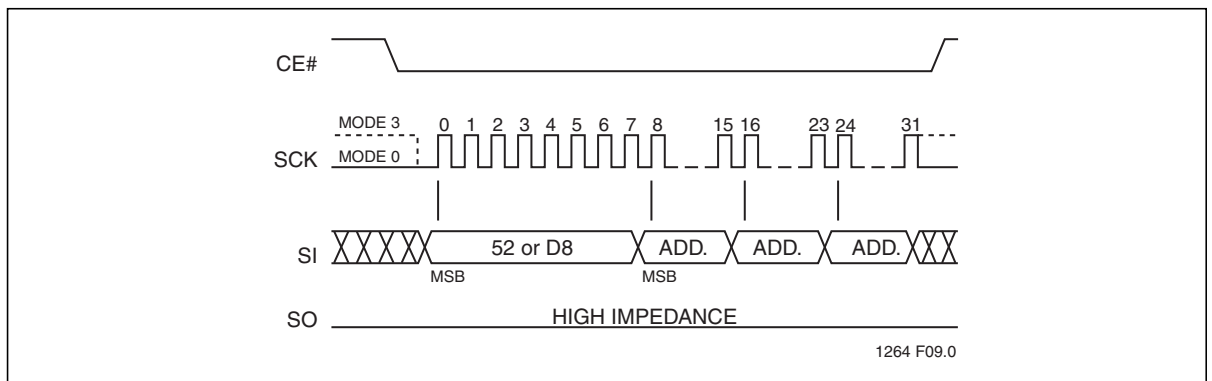 CE#
MODE 3
0 1 2 3 4 5 6 7 8 15 16 23 24 31
SCK
MODE 0
SI
52 or D8
ADD.
ADD.
ADD.
MSB
MSB
SO
HIGH IMPEDANCE
1264 F09.0